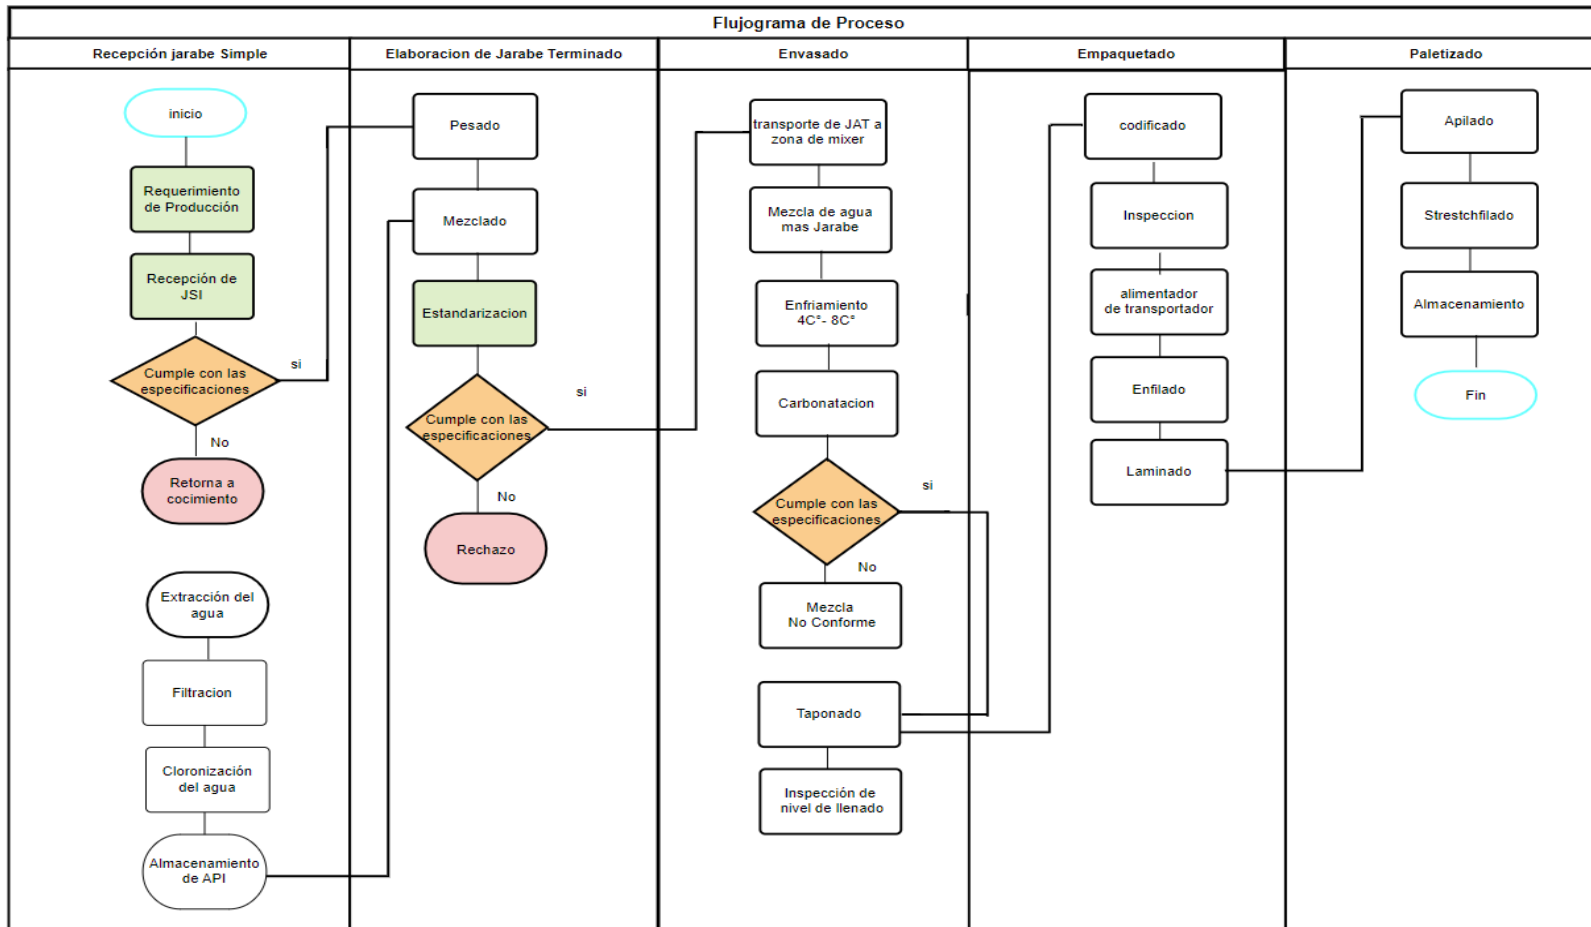 Flujograma de Proceso
Recepción jarabe Simple
Elaboracion de Jarabe Terminado
Envasado
Empaquetado
Paletizado
inicio
Requerimiento
de Producción
Recepción de
JSI
Cumple con las
especificaciones
si
No
Retorna a
cocimiento
Extracción del
agua
Filtracion
Cloronización
del agua
Almacenamiento
de API
Pesado
Mezclado
Estandarizacion
Cumple con las
especificaciones
si
No
Rechazo
transporte de JAT a
zona de mixer
Mezcla de agua
mas Jarabe
Enfriamiento
4C°- 8C°
Carbonatacion
Cumple con las
especificaciones
si
No
Mezcla
No Conforme
Taponado
Inspección de
nivel de llenado
codificado
Inspeccion
alimentador
de transportador
Enfilado
Laminado
Apilado
Strestchfilado
Almacenamiento
Fin